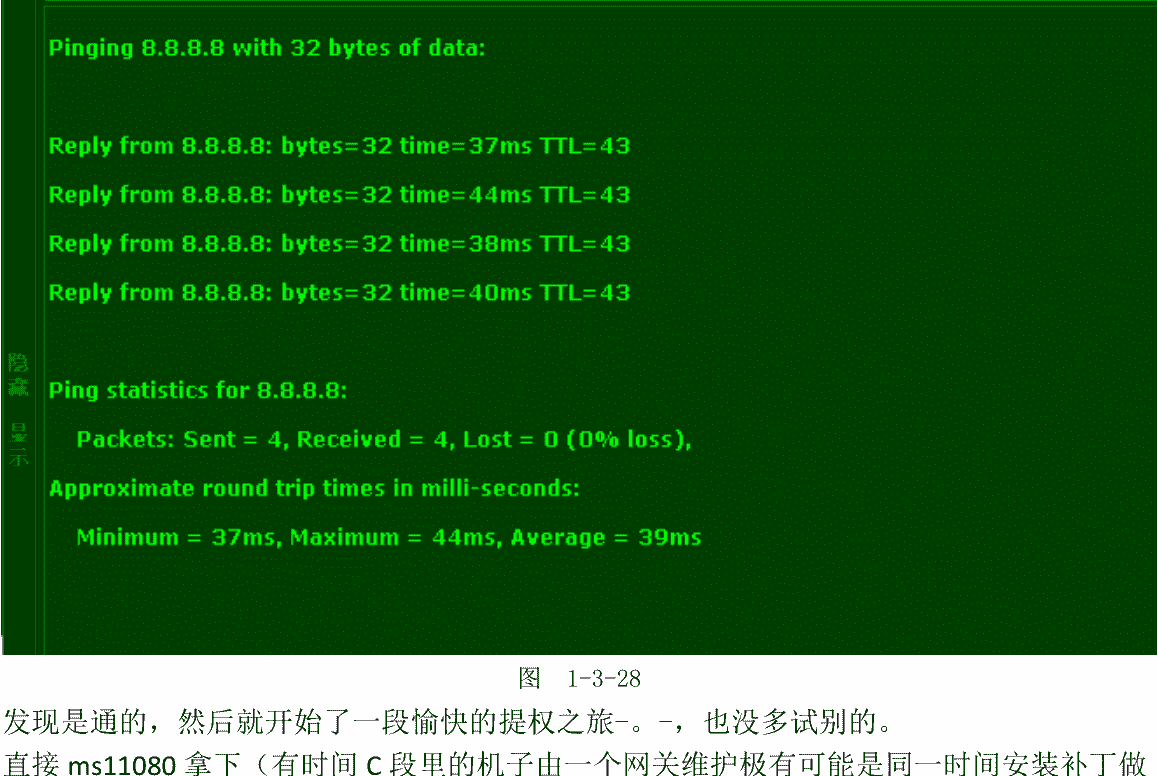 Pinging 8.8.8.8 with 32 bytes of data:
Reply from 8.8.8.8: bytes=32 time=37ms TTL=43
Reply from 8.8.8.8: bytes=32 time=44ms TTL=43
Reply from 8.8.8.8: bytes=32 time=38ms TTL=43
Reply from 8.8.8.8: bytes=32 time=40ms TTL=43
隐藏 显示
Ping statistics for 8.8.8.8:
Packets: Sent = 4, Received = 4, Lost = 0 (0% loss),
Approximate round trip times in milli-seconds:
Minimum = 37ms, Maximum = 44ms, Average = 39ms
图 1-3-28
发现是通的，然后就开始了一段愉快的提权之旅-。-，也没多试别的。
直接 ms11080 拿下（有时间 C 段里的机子由一个网关维护极有可能是同一时间安装补丁做